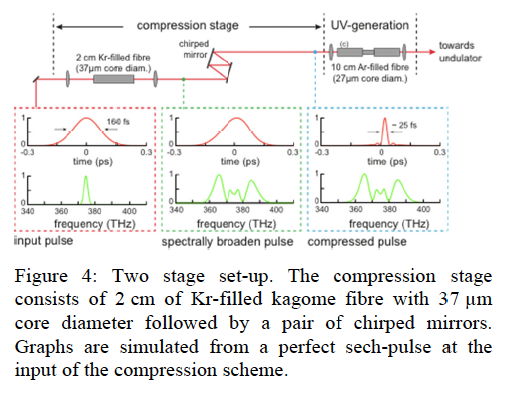 compression stage
UV-generation
chirped
mirror
(c)
towards
undulator
2 cm Kr-filled fibre
(37µm core diam.)
10 cm Ar-filled fibre
(27µm core diam.)
1
160 fs
0
-0.3
0
0.3
time (ps)
1
0
340
360
380
400
frequency (THz)
input pulse
1
0
-0.3
0
0.3
time (ps)
1
0
340
360
380
400
frequency (THz)
spectrally broaden pulse
1
~ 25 fs
0
-0.3
0
0.3
time (ps)
1
0
340
360
380
400
frequency (THz)
compressed pulse
Figure 4: Two stage set-up. The compression stage
consists of 2 cm of Kr-filled kagome fibre with 37 µm
core diameter followed by a pair of chirped mirrors.
Graphs are simulated from a perfect sech-pulse at the
input of the compression scheme.